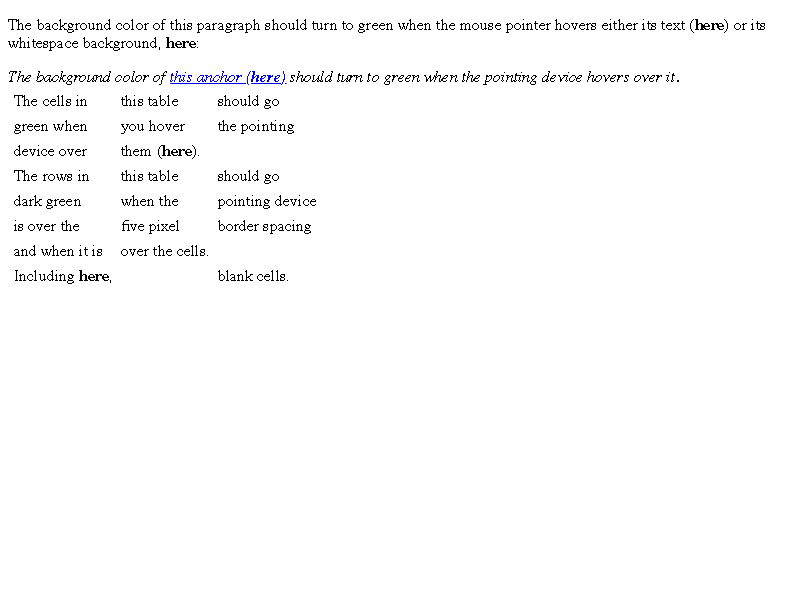 The background color of this paragraph should turn to green when the mouse pointer hovers either its text (here) or its
whitespace background, here:
The background color of this anchor (here) should turn to green when the pointing device hovers over it.
The cells in this table should go
green when you hover the pointing
device over them (here).
The rows in this table should go
dark green when the pointing device
is over the five pixel border spacing
and when it is over the cells.
Including here, blank cells.